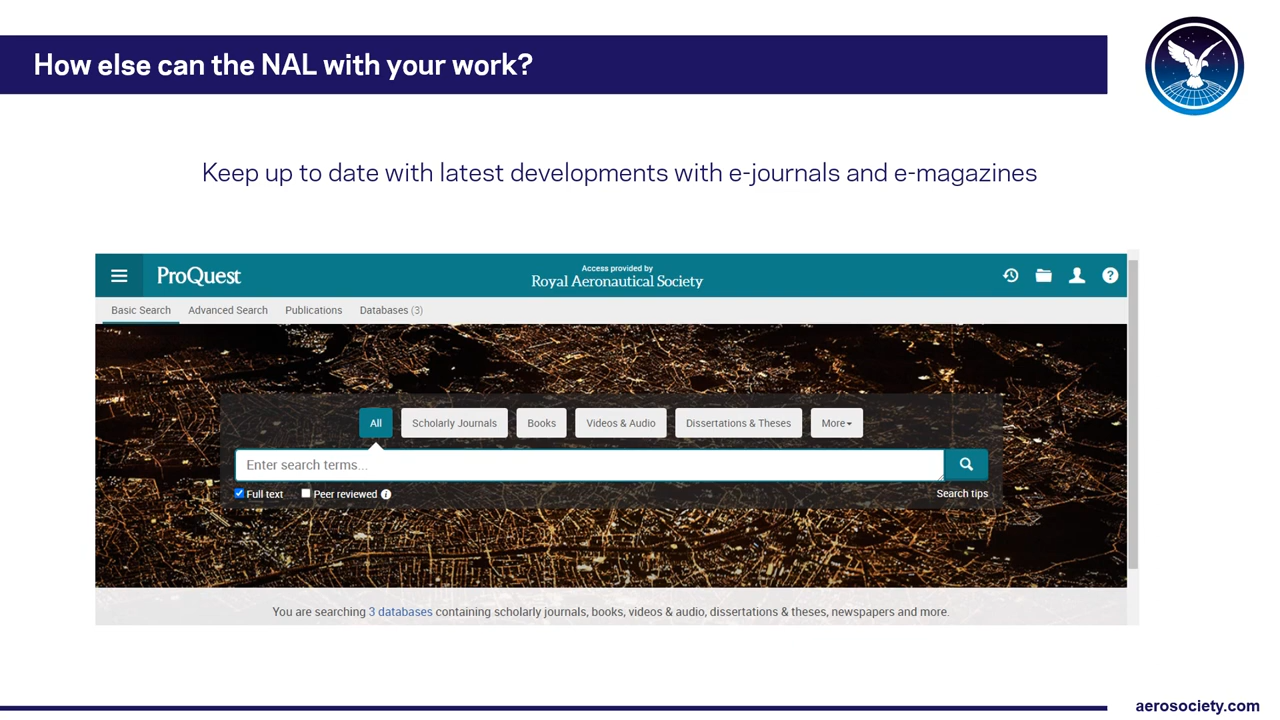 How else can the NAL with your work?
Keep up to date with latest developments with e-journals and e-magazines
ProQuest
Access provided by
Royal Aeronautical Society
?
Basic Search Advanced Search Publications Databases (3)
All Scholarly Journals Books Videos & Audio Dissertations & Theses More
Enter search terms...
Full text Peer reviewed i Search tips
You are searching 3 databases containing scholarly journals, books, videos & audio, dissertations & theses, newspapers and more.
aerosociety.com